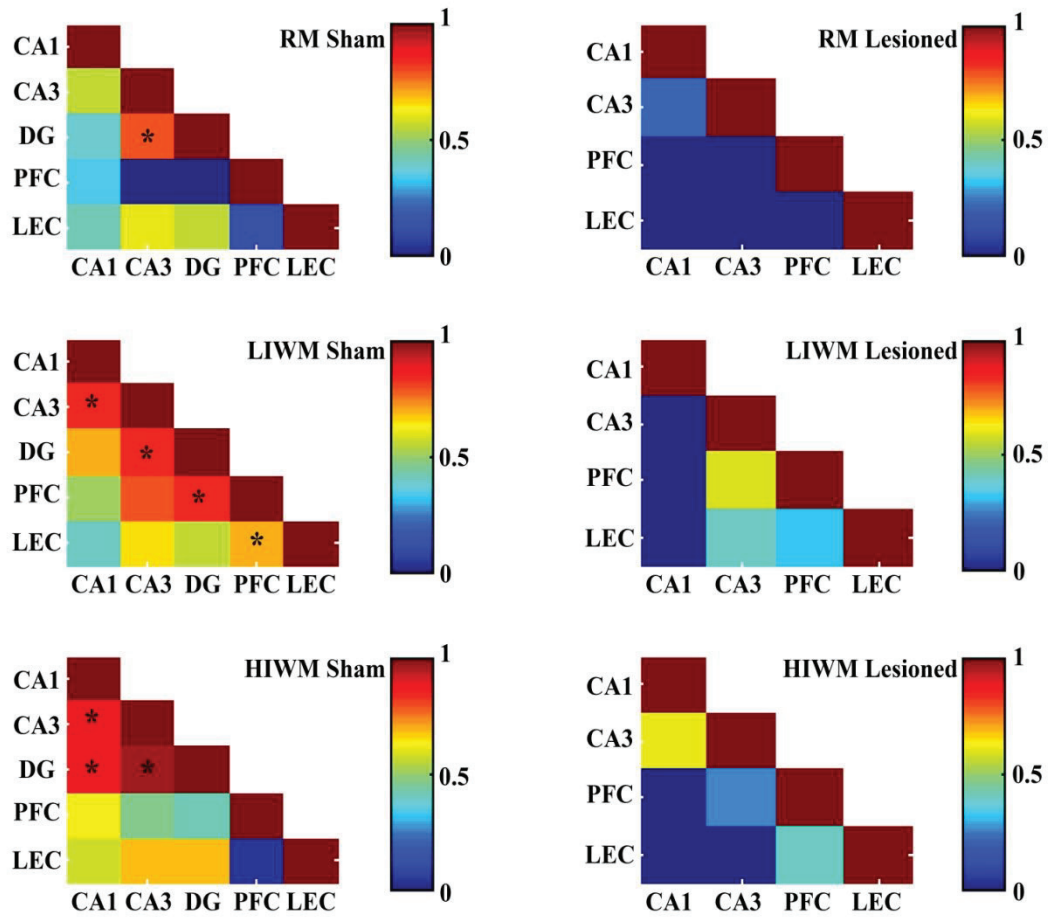 RM Sham
1
0.5
0
CA1
CA3
DG
*
PFC
LEC
CA1 CA3 DG PFC LEC
RM Lesioned
1
0.5
0
CA1
CA3
PFC
LEC
CA1 CA3 PFC LEC
LIWM Sham
1
0.5
0
CA1
CA3 *
DG *
PFC *
LEC *
CA1 CA3 DG PFC LEC
LIWM Lesioned
1
0.5
0
CA1
CA3
PFC
LEC
CA1 CA3 PFC LEC
HIWM Sham
1
0.5
0
CA1
CA3 *
DG * *
PFC
LEC
CA1 CA3 DG PFC LEC
HIWM Lesioned
1
0.5
0
CA1
CA3
PFC
LEC
CA1 CA3 PFC LEC